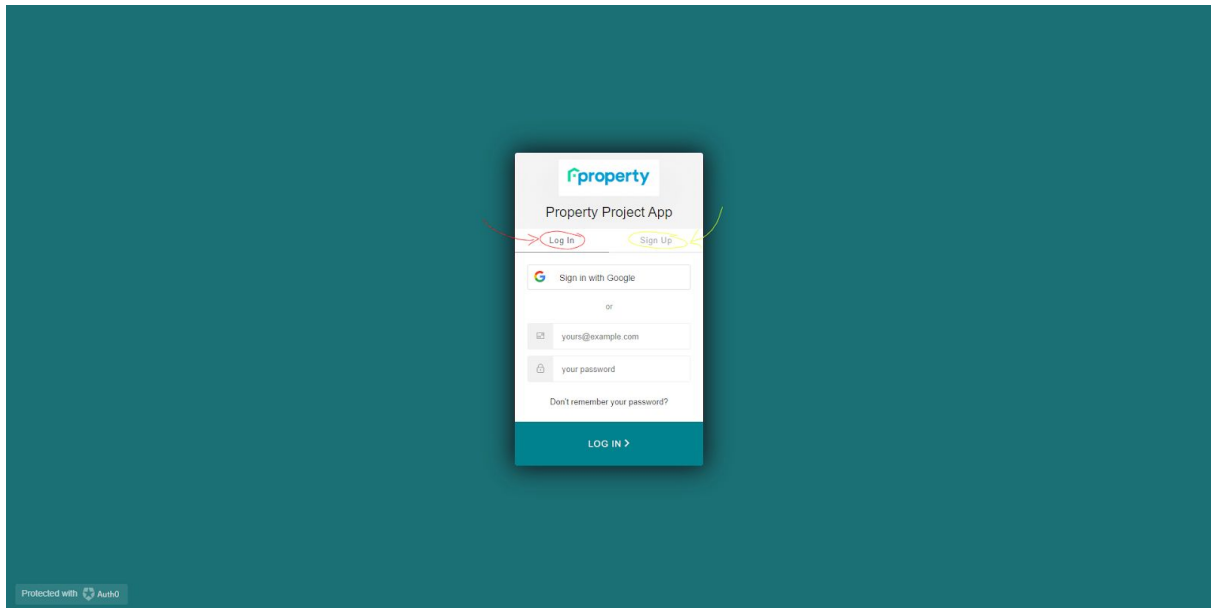 property
Property Project App
Log In
Sign Up
Sign in with Google
or
yours@example.com
your password
Don't remember your password?
LOG IN
Protected with Auth0